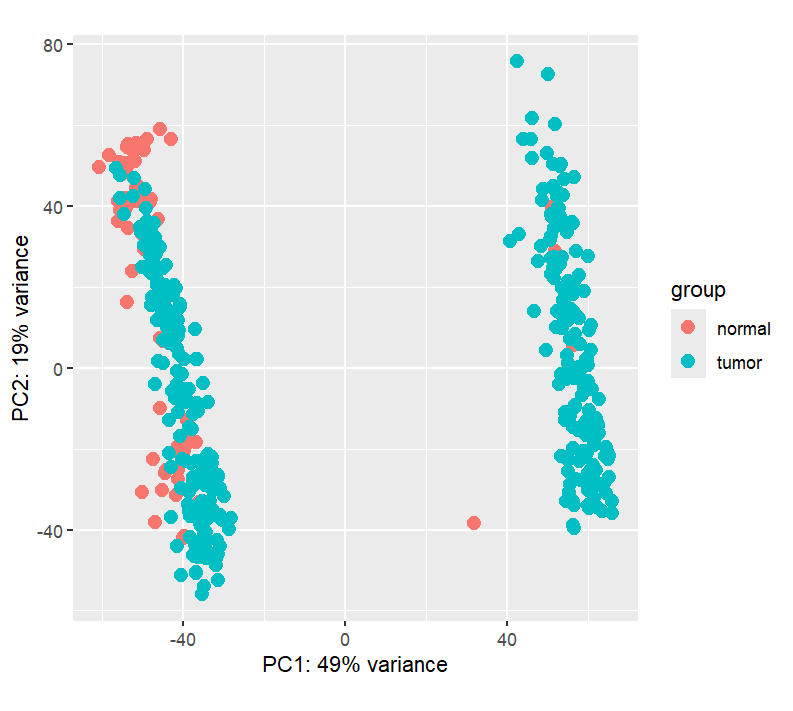 80
40
0
-40
-40
0
40
PC1: 49% variance
PC2: 19% variance
group
normal
tumor